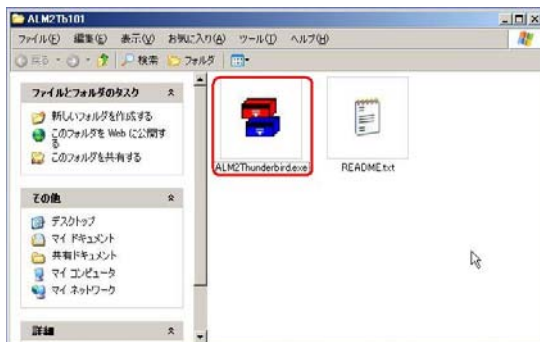 ALM2Tb101
ファイル(F) 編集(E) 表示(V) お気に入り(A) ツール(T) ヘルプ(H)
戻る 検索 フォルダ
ファイルとフォルダのタスク
新しいフォルダを作成する
このフォルダを Web に公開す
る
このフォルダを共有する
その他
デスクトップ
マイ ドキュメント
共有ドキュメント
マイ コンピュータ
マイ ネットワーク
詳細
ALM2Thunderbird.exe
README.txt